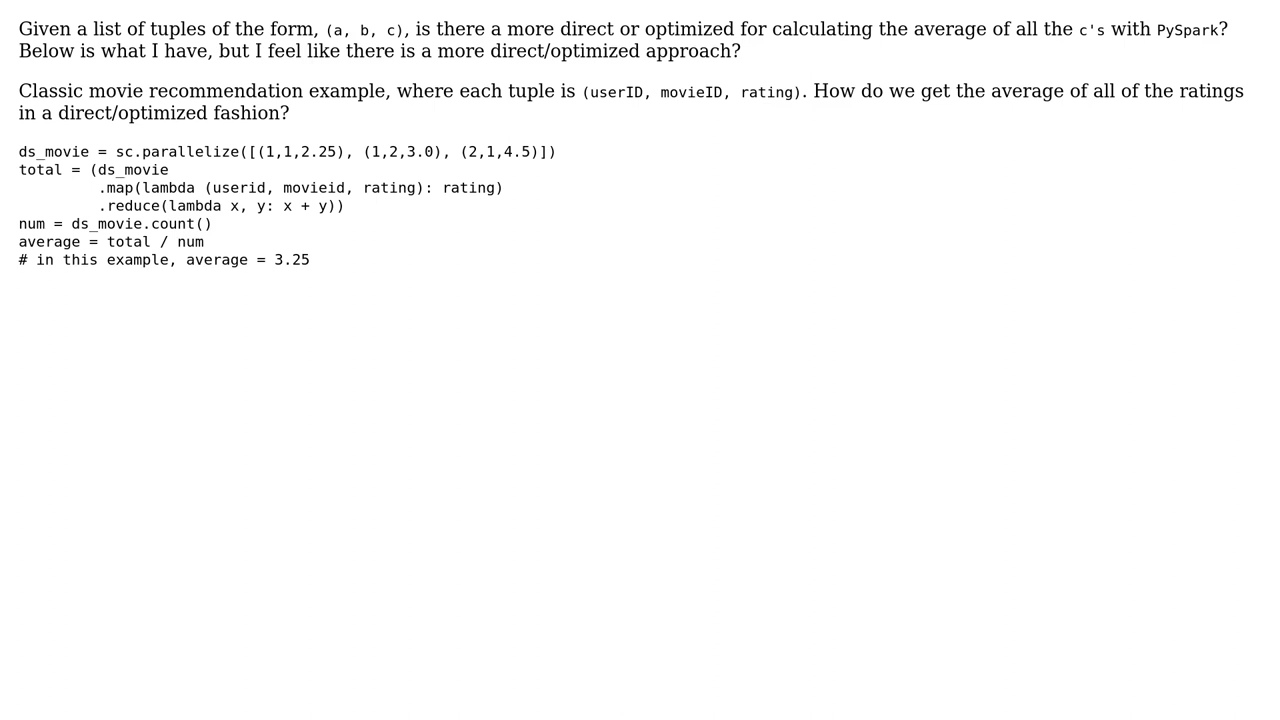 Given a list of tuples of the form, (a, b, c), is there a more direct or optimized for calculating the average of all the c's with PySpark?
Below is what I have, but I feel like there is a more direct/optimized approach?
Classic movie recommendation example, where each tuple is (userID, movieID, rating). How do we get the average of all of the ratings
in a direct/optimized fashion?
ds_movie = sc.parallelize([(1,1,2.25), (1,2,3.0), (2,1,4.5)])
total = (ds_movie
         .map(lambda (userid, movieid, rating): rating)
         .reduce(lambda x, y: x + y))
num = ds_movie.count()
average = total / num
# in this example, average = 3.25